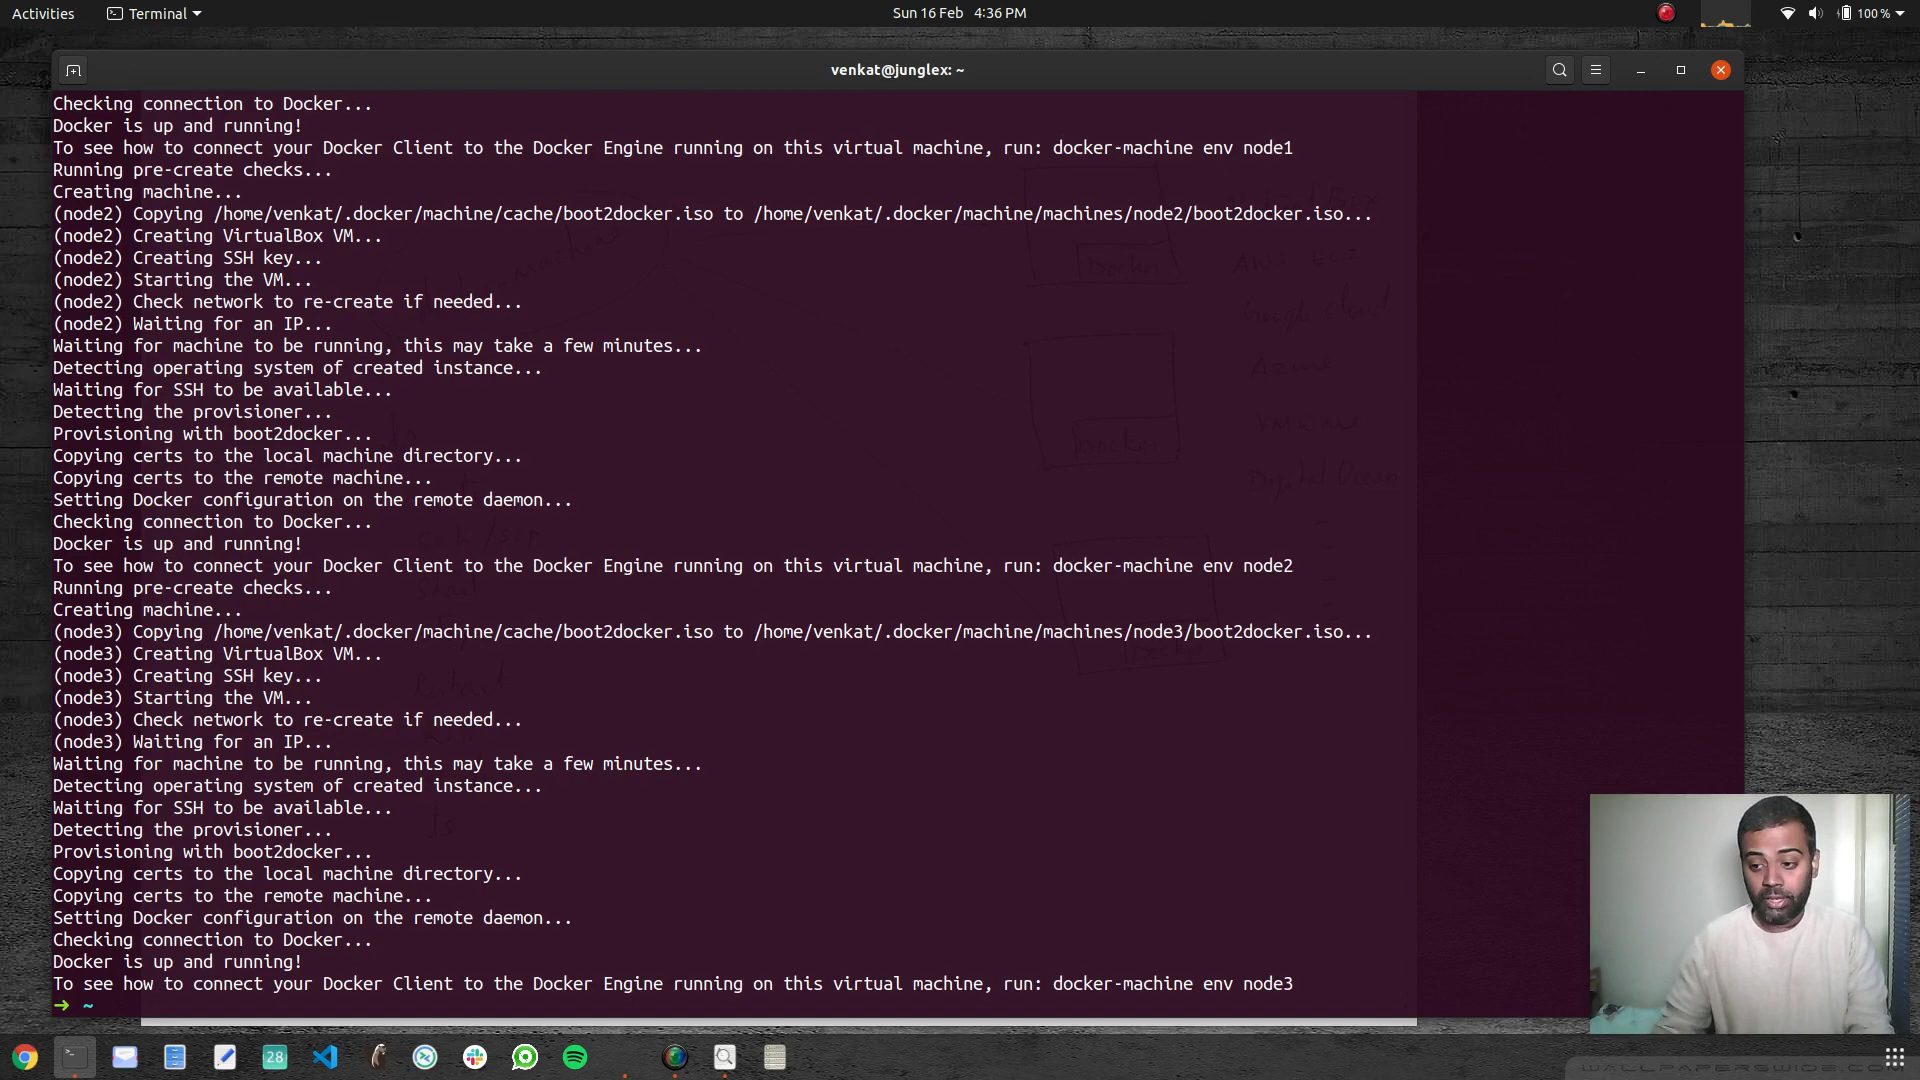 Activities
Terminal
Sun 16 Feb 4:36 PM
100 %
venkat@junglex: ~
Checking connection to Docker...
Docker is up and running!
To see how to connect your Docker Client to the Docker Engine running on this virtual machine, run: docker-machine env node1
Running pre-create checks...
Creating machine...
(node2) Copying /home/venkat/.docker/machine/cache/boot2docker.iso to /home/venkat/.docker/machine/machines/node2/boot2docker.iso...
(node2) Creating VirtualBox VM...
(node2) Creating SSH key...
(node2) Starting the VM...
(node2) Check network to re-create if needed...
(node2) Waiting for an IP...
Waiting for machine to be running, this may take a few minutes...
Detecting operating system of created instance...
Waiting for SSH to be available...
Detecting the provisioner...
Provisioning with boot2docker...
Copying certs to the local machine directory...
Copying certs to the remote machine...
Setting Docker configuration on the remote daemon...
Checking connection to Docker...
Docker is up and running!
To see how to connect your Docker Client to the Docker Engine running on this virtual machine, run: docker-machine env node2
Running pre-create checks...
Creating machine...
(node3) Copying /home/venkat/.docker/machine/cache/boot2docker.iso to /home/venkat/.docker/machine/machines/node3/boot2docker.iso...
(node3) Creating VirtualBox VM...
(node3) Creating SSH key...
(node3) Starting the VM...
(node3) Check network to re-create if needed...
(node3) Waiting for an IP...
Waiting for machine to be running, this may take a few minutes...
Detecting operating system of created instance...
Waiting for SSH to be available...
Detecting the provisioner...
Provisioning with boot2docker...
Copying certs to the local machine directory...
Copying certs to the remote machine...
Setting Docker configuration on the remote daemon...
Checking connection to Docker...
Docker is up and running!
To see how to connect your Docker Client to the Docker Engine running on this virtual machine, run: docker-machine env node3
➜ ~
Docker
Google cloud
Docker
Digital Ocean
28
WALLPAPERSWIDE.COM